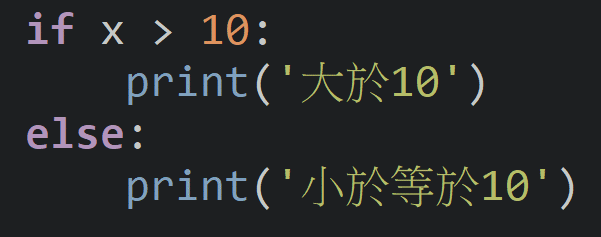 if x > 10:
    print('大於10')
else:
    print('小於等於10')